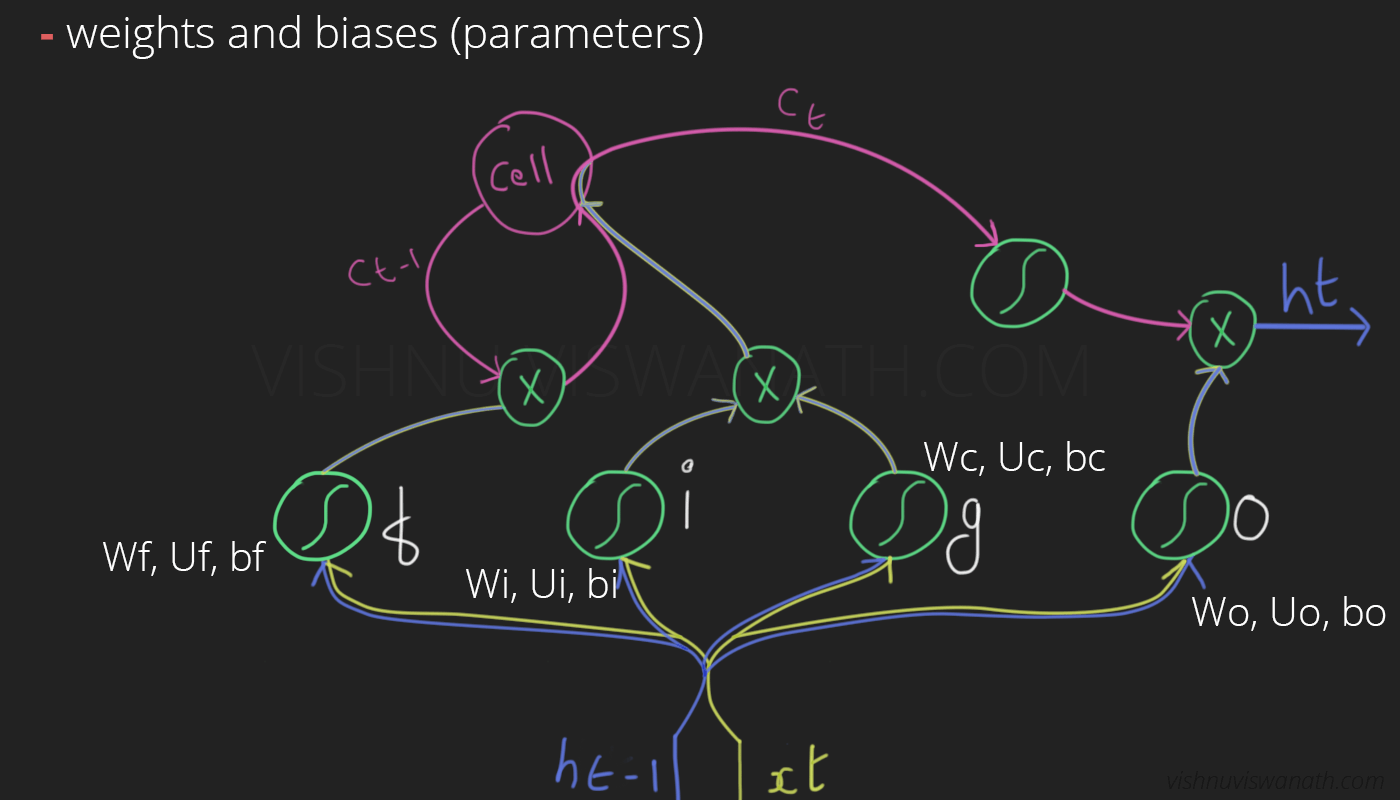 - weights and biases (parameters)
Ct
Cell
Ct-1
ht
X
X
X
VISHNUVISWANATH.COM
Wc, Uc, bc
f
i
g
o
Wf, Uf, bf
Wi, Ui, bi
Wo, Uo, bo
ht-1
xt
vishnuviswanath.com